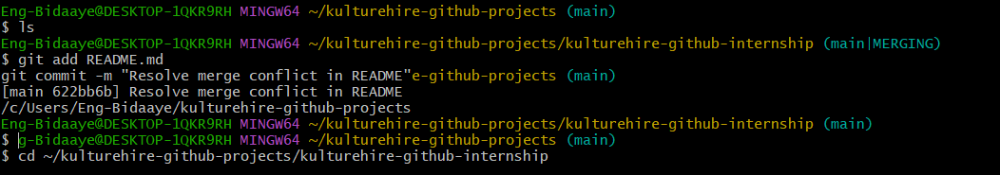 Eng-Bidaaye@DESKTOP-1QKR9RH MINGW64 ~/kulturehire-github-projects (main)
$ ls
Eng-Bidaaye@DESKTOP-1QKR9RH MINGW64 ~/kulturehire-github-projects/kulturehire-github-internship (main|MERGING)
$ git add README.md
git commit -m "Resolve merge conflict in README"e-github-projects (main)
[main 622bb6b] Resolve merge conflict in README
/c/Users/Eng-Bidaaye/kulturehire-github-projects
Eng-Bidaaye@DESKTOP-1QKR9RH MINGW64 ~/kulturehire-github-projects/kulturehire-github-internship (main)
$ g-Bidaaye@DESKTOP-1QKR9RH MINGW64 ~/kulturehire-github-projects (main)
$ cd ~/kulturehire-github-projects/kulturehire-github-internship